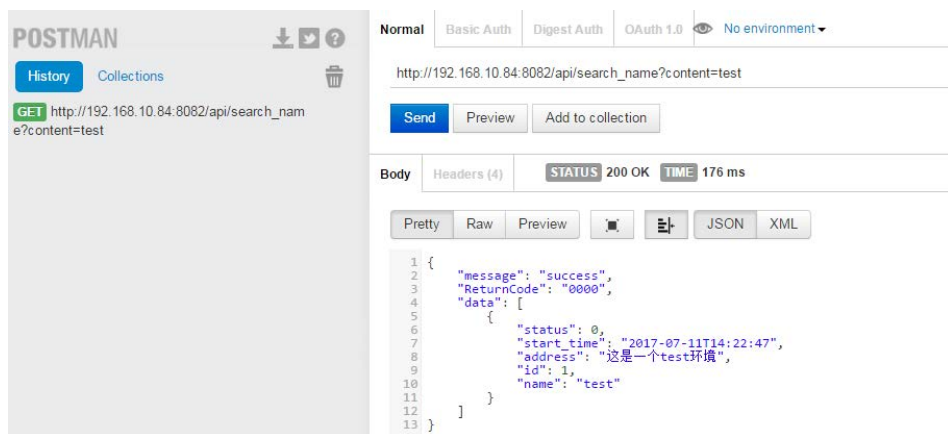 POSTMAN
History Collections
GET http://192.168.10.84:8082/api/search_nam
e?content=test
Normal Basic Auth Digest Auth OAuth 1.0 No environment
http://192.168.10.84:8082/api/search_name?content=test
Send Preview Add to collection
Body Headers (4) STATUS 200 OK TIME 176 ms
Pretty Raw Preview JSON XML
1 {
2 "message": "success",
3 "ReturnCode": "0000",
4 "data": [
5 {
6 "status": 0,
7 "start_time": "2017-07-11T14:22:47",
8 "address": "这是一个test环境",
9 "id": 1,
10 "name": "test"
11 }
12 ]
13 }